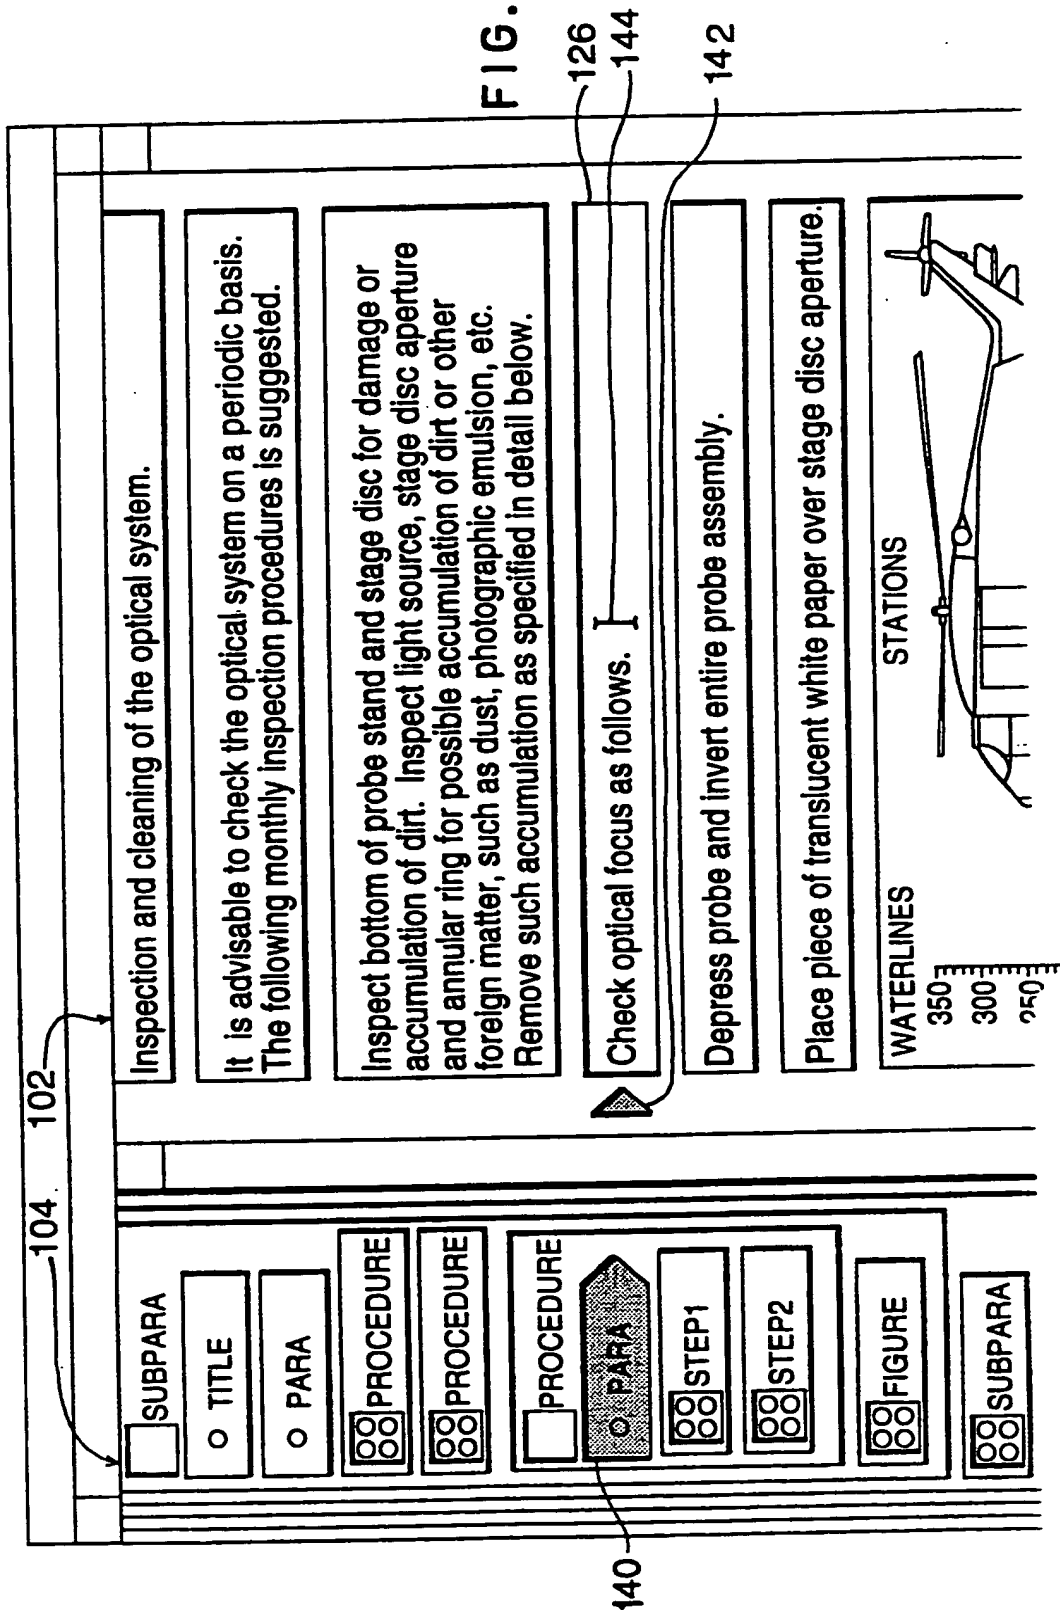 FIG.
104
102
SUBPARA
TITLE
PARA
PROCEDURE
PROCEDURE
PROCEDURE
PARA
STEP1
STEP2
FIGURE
SUBPARA
140
Inspection and cleaning of the optical system.
It is advisable to check the optical system on a periodic basis.
The following monthly inspection procedures is suggested.
Inspect bottom of probe stand and stage disc for damage or
accumulation of dirt. Inspect light source, stage disc aperture
and annular ring for possible accumulation of dirt or other
foreign matter, such as dust, photographic emulsion, etc.
Remove such accumulation as specified in detail below.
Check optical focus as follows.
Depress probe and invert entire probe assembly.
Place piece of translucent white paper over stage disc aperture.
WATERLINES
STATIONS
350
300
250
126
144
142